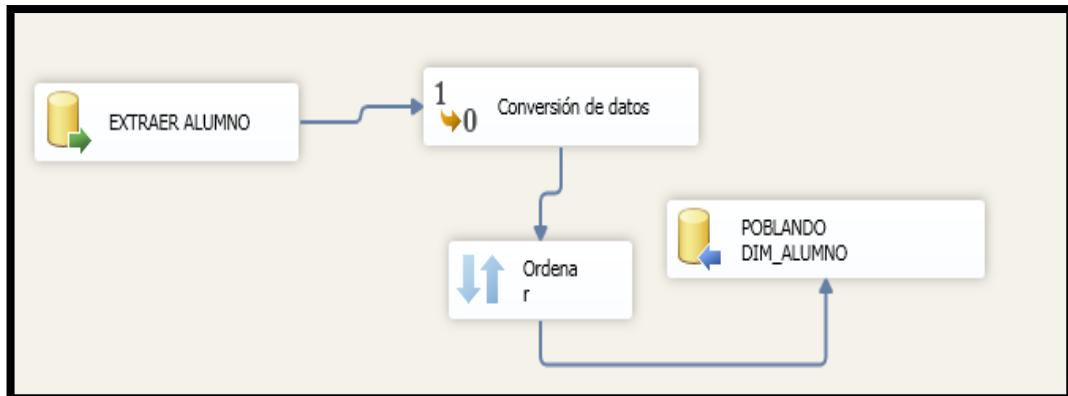 EXTRAER ALUMNO
1
0
Conversión de datos
Ordena
r
POBLANDO
DIM_ALUMNO